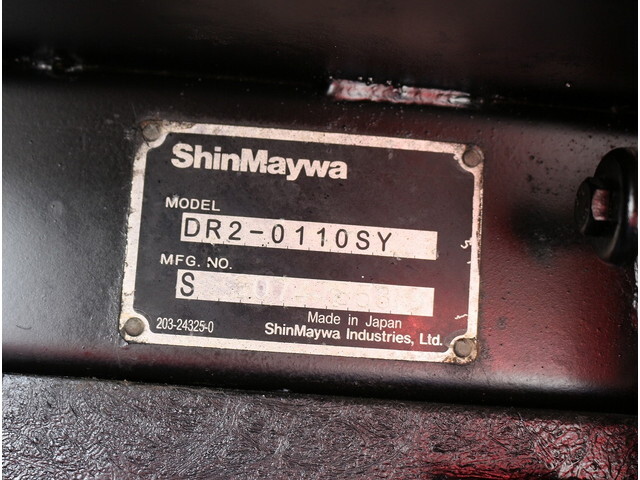 ShinMaywa
MODEL
DR2-0110SY
MFG. NO.
S
Made in Japan
203-24325-0
ShinMaywa Industries, Ltd.